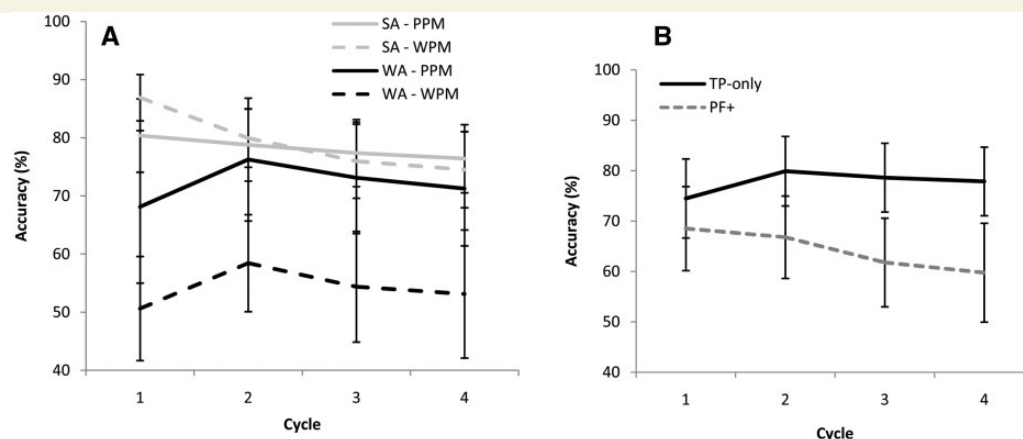 A
SA - PPM
SA - WPM
WA - PPM
WA - WPM
100
90
80
70
60
50
40
Accuracy (%)
1 2 3 4
Cycle
B
TP-only
PF+
100
90
80
70
60
50
40
Accuracy (%)
1 2 3 4
Cycle